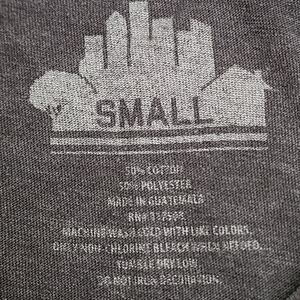 SMALL
50% COTTON
50% POLYESTER
MADE IN GUATEMALA
RN#
MACHINE WASH COLD WITH LIKE COLORS.
ONLY NON-CHLORINE BLEACH WHEN NEEDED.
TUMBLE DRY LOW.
DO NOT IRON DECORATION.